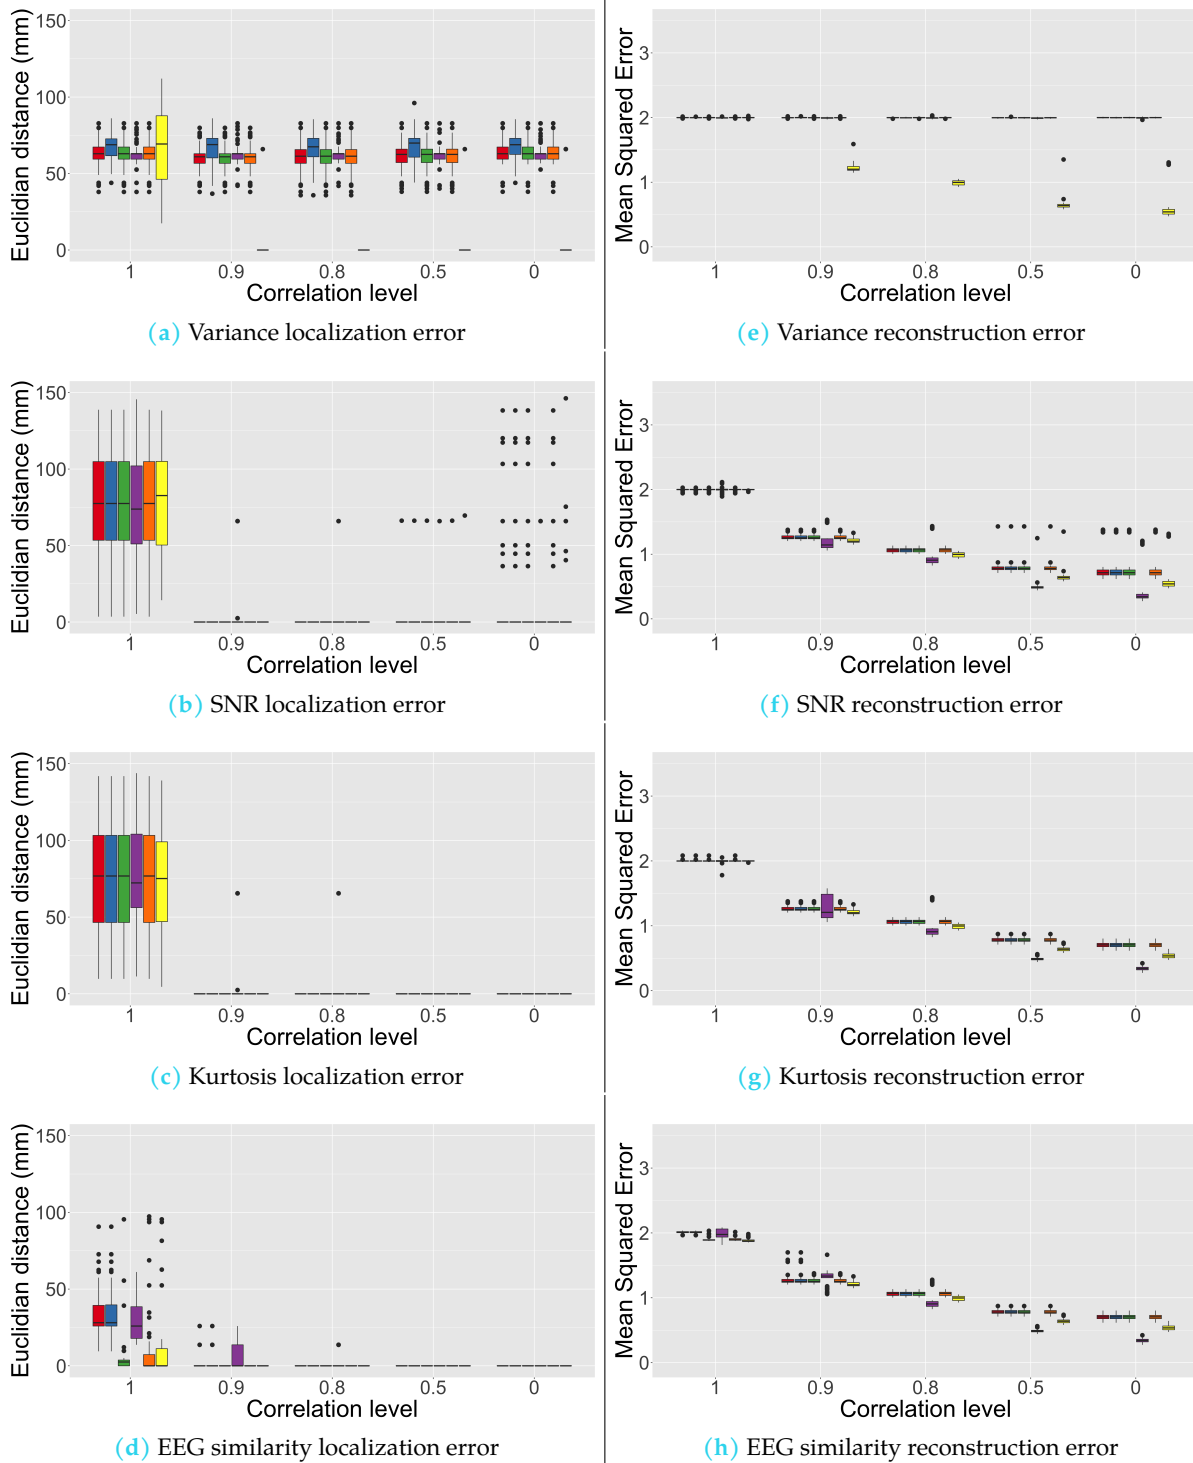 Euclidian distance (mm)
150
100
50
0
1 0.9 0.8 0.5 0
Correlation level
(a) Variance localization error
Mean Squared Error
3
2
1
0
1 0.9 0.8 0.5 0
Correlation level
(e) Variance reconstruction error
Euclidian distance (mm)
150
100
50
0
1 0.9 0.8 0.5 0
Correlation level
(b) SNR localization error
Mean Squared Error
3
2
1
0
1 0.9 0.8 0.5 0
Correlation level
(f) SNR reconstruction error
Euclidian distance (mm)
150
100
50
0
1 0.9 0.8 0.5 0
Correlation level
(c) Kurtosis localization error
Mean Squared Error
3
2
1
0
1 0.9 0.8 0.5 0
Correlation level
(g) Kurtosis reconstruction error
Euclidian distance (mm)
150
100
50
0
1 0.9 0.8 0.5 0
Correlation level
(d) EEG similarity localization error
Mean Squared Error
3
2
1
0
1 0.9 0.8 0.5 0
Correlation level
(h) EEG similarity reconstruction error